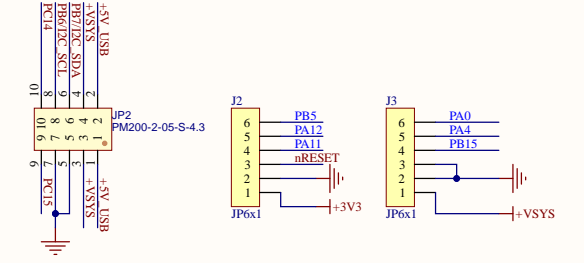 PC14
PB6/I2C_SCL
PB7/I2C_SDA
+VSYS
+5V_USB
10
8
6
4
2
10 8 6 4 2
9 7 5 3 1
JP2
PM200-2-05-S-4.3
9
7
5
3
1
PC15
+VSYS
+5V_USB
J2
6 PB5
5 PA12
4 PA11
3 nRESET
2
1
+3V3
JP6x1
J3
6 PA0
5 PA4
4 PB15
3
2
1
+VSYS
JP6x1